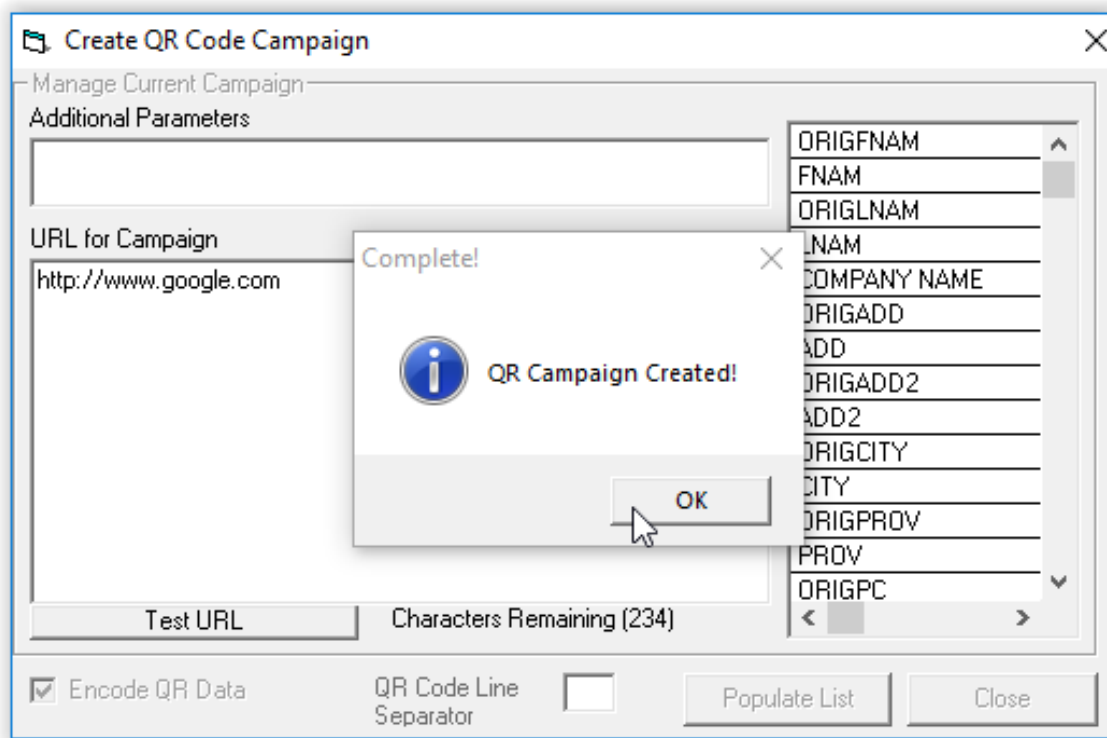 Create QR Code Campaign
Manage Current Campaign
Additional Parameters
URL for Campaign
http://www.google.com
Complete!
QR Campaign Created!
OK
ORIGFNAM
FNAM
ORIGLNAM
LNAM
COMPANY NAME
ORIGADD
ADD
ORIGADD2
ADD2
ORIGCITY
CITY
ORIGPROV
PROV
ORIGPC
Test URL
Characters Remaining (234)
Encode QR Data
QR Code Line
Separator
Populate List
Close